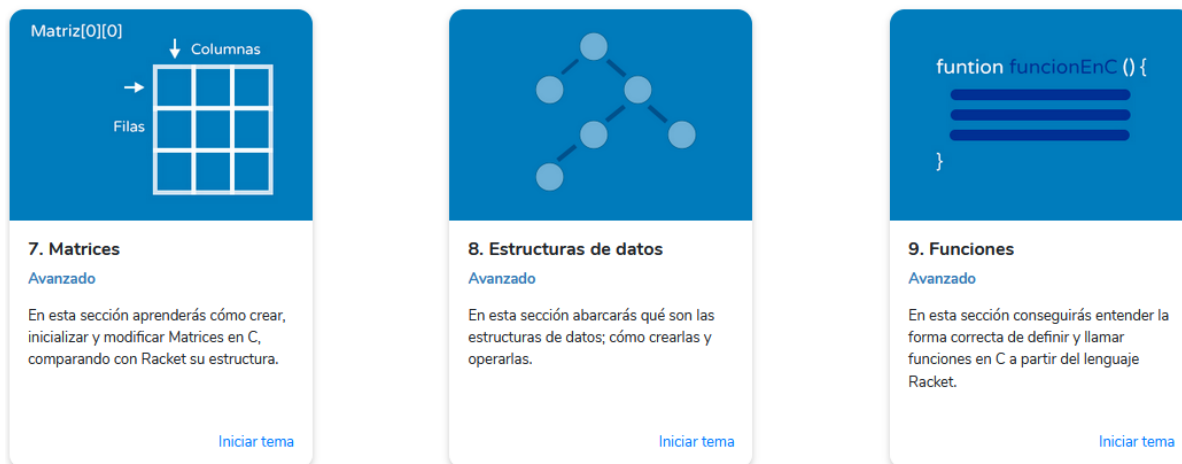 Matriz[0][0]
Columnas
Filas
7. Matrices
Avanzado
En esta sección aprenderás cómo crear,
inicializar y modificar Matrices en C,
comparando con Racket su estructura.
Iniciar tema
8. Estructuras de datos
Avanzado
En esta sección abarcarás qué son las
estructuras de datos; cómo crearlas y
operarlas.
Iniciar tema
funtion funcionEnC () {
}
9. Funciones
Avanzado
En esta sección conseguirás entender la
forma correcta de definir y llamar
funciones en C a partir del lenguaje
Racket.
Iniciar tema